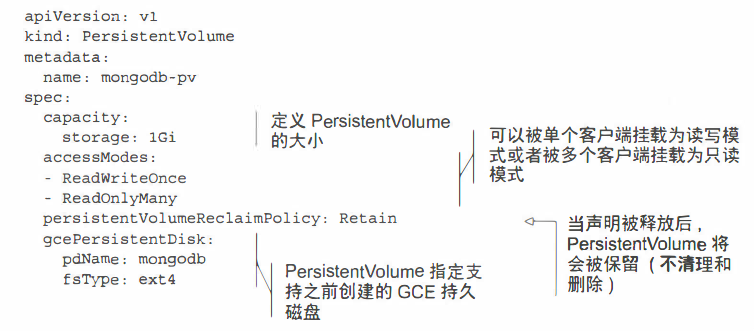 apiVersion: v1
kind: PersistentVolume
metadata:
  name: mongodb-pv
spec:
  capacity:
    storage: 1Gi
  accessModes:
  - ReadWriteOnce
  - ReadOnlyMany
  persistentVolumeReclaimPolicy: Retain
  gcePersistentDisk:
    pdName: mongodb
    fsType: ext4
定义 PersistentVolume
的大小
可以被单个客户端挂载为读写模
式或者被多个客户端挂载为只读
模式
当声明被释放后，
PersistentVolume 将
会被保留（不清理和
删除）
PersistentVolume 指定支
持之前创建的 GCE 持久
磁盘